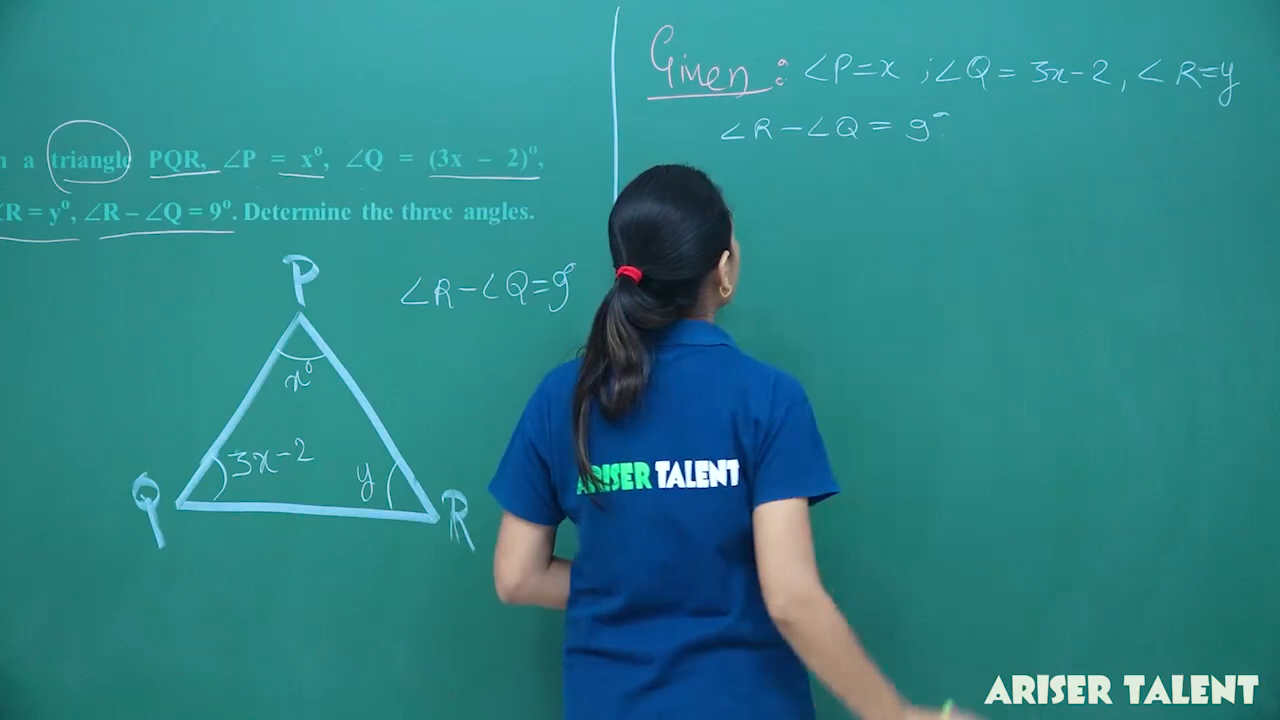 n a triangle PQR, ∠P = x°, ∠Q = (3x – 2)°,
∠R = y°, ∠R – ∠Q = 9°. Determine the three angles.
P
x°
∠R-∠Q=9°
3x-2
y
Q
R
Given : ∠P=x ; ∠Q = 3x-2, ∠R=y
∠R-∠Q = 9°
ARISER TALENT
ARISER TALENT